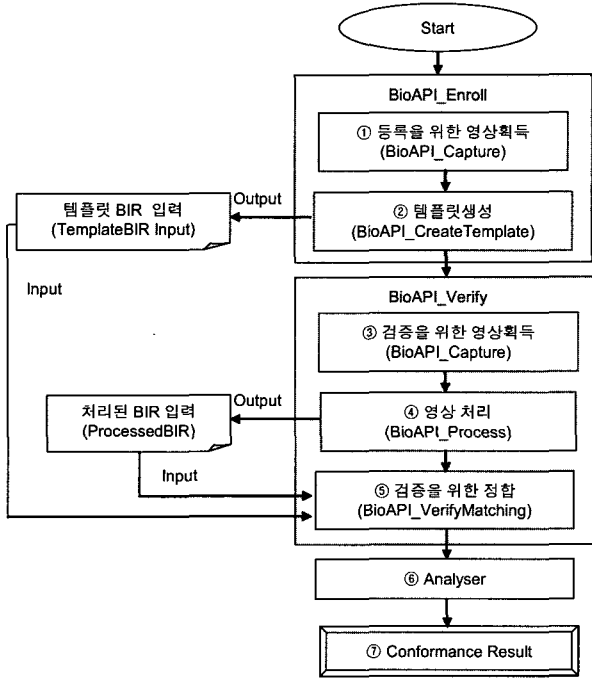 Start
BioAPI_Enroll
① 등록을 위한 영상획득
(BioAPI_Capture)
템플릿 BIR 입력
(TemplateBIR Input)
Output
② 템플릿생성
(BioAPI_CreateTemplate)
Input
BioAPI_Verify
③ 검증을 위한 영상획득
(BioAPI_Capture)
처리된 BIR 입력
(ProcessedBIR)
Output
④ 영상 처리
(BioAPI_Process)
Input
⑤ 검증을 위한 정합
(BioAPI_VerifyMatching)
⑥ Analyser
⑦ Conformance Result